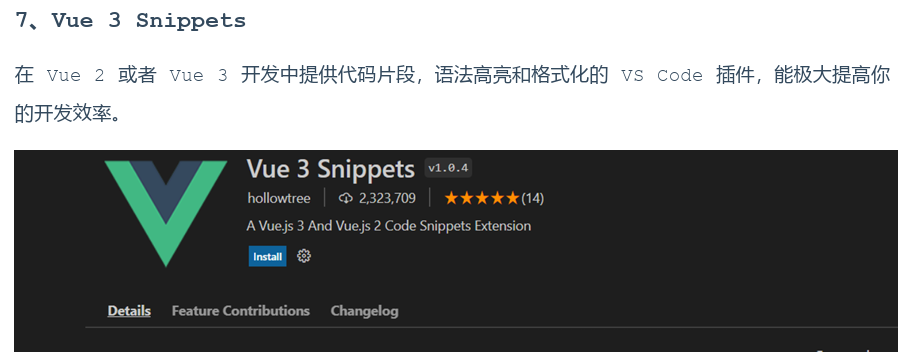 7、Vue 3 Snippets
在 Vue 2 或者 Vue 3 开发中提供代码片段，语法高亮和格式化的 VS Code 插件，能极大提高你
的开发效率。
Vue 3 Snippets v1.0.4
hollowtree 2,323,709 (14)
A Vue.js 3 And Vue.js 2 Code Snippets Extension
Install
Details Feature Contributions Changelog